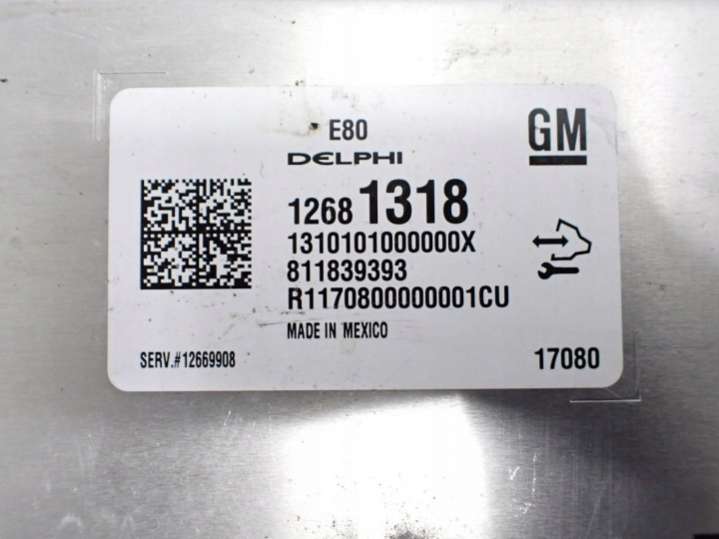 E80
GM
DELPHI
1268 1318
1310101000000X
811839393
R1170800000001CU
MADE IN MEXICO
SERV.#12669908
17080